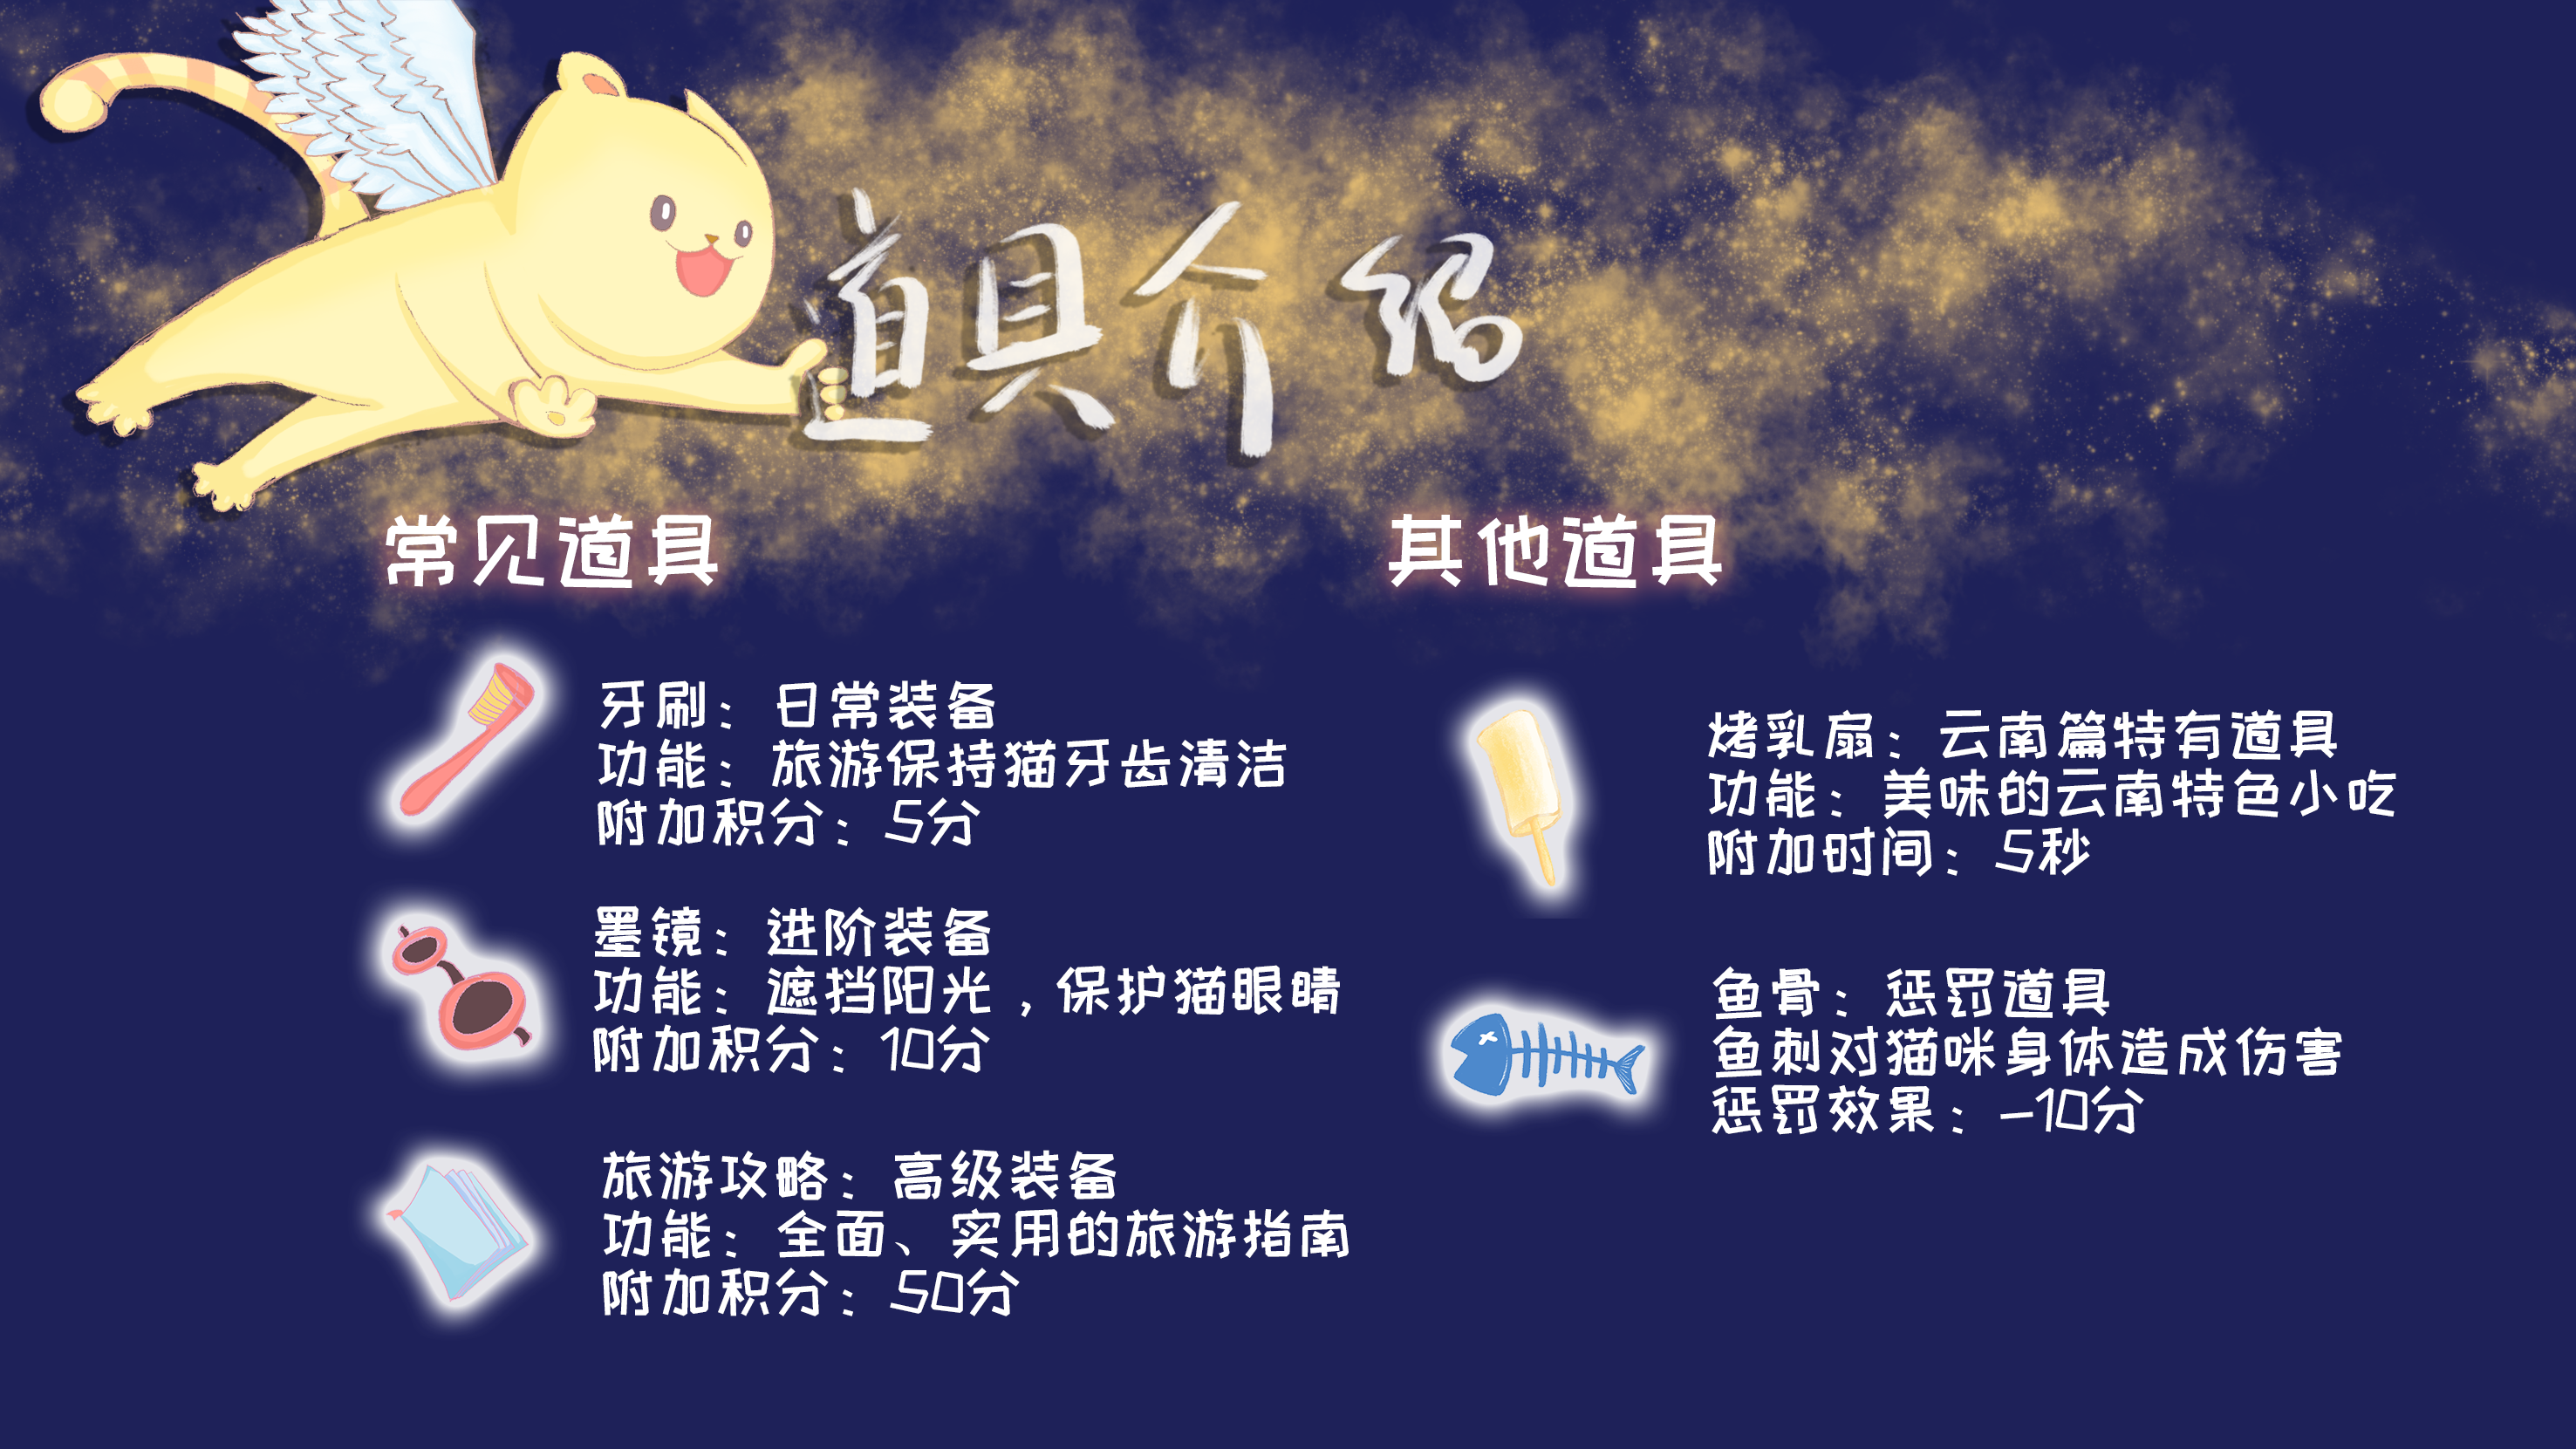 道具介绍
常见道具
牙刷：日常装备
功能：旅游保持猫牙齿清洁
附加积分：5分
墨镜：进阶装备
功能：遮挡阳光，保护猫眼睛
附加积分：10分
旅游攻略：高级装备
功能：全面、实用的旅游指南
附加积分：50分
其他道具
烤乳扇：云南篇特有道具
功能：美味的云南特色小吃
附加时间：5秒
鱼骨：惩罚道具
鱼刺对猫咪身体造成伤害
惩罚效果：-10分